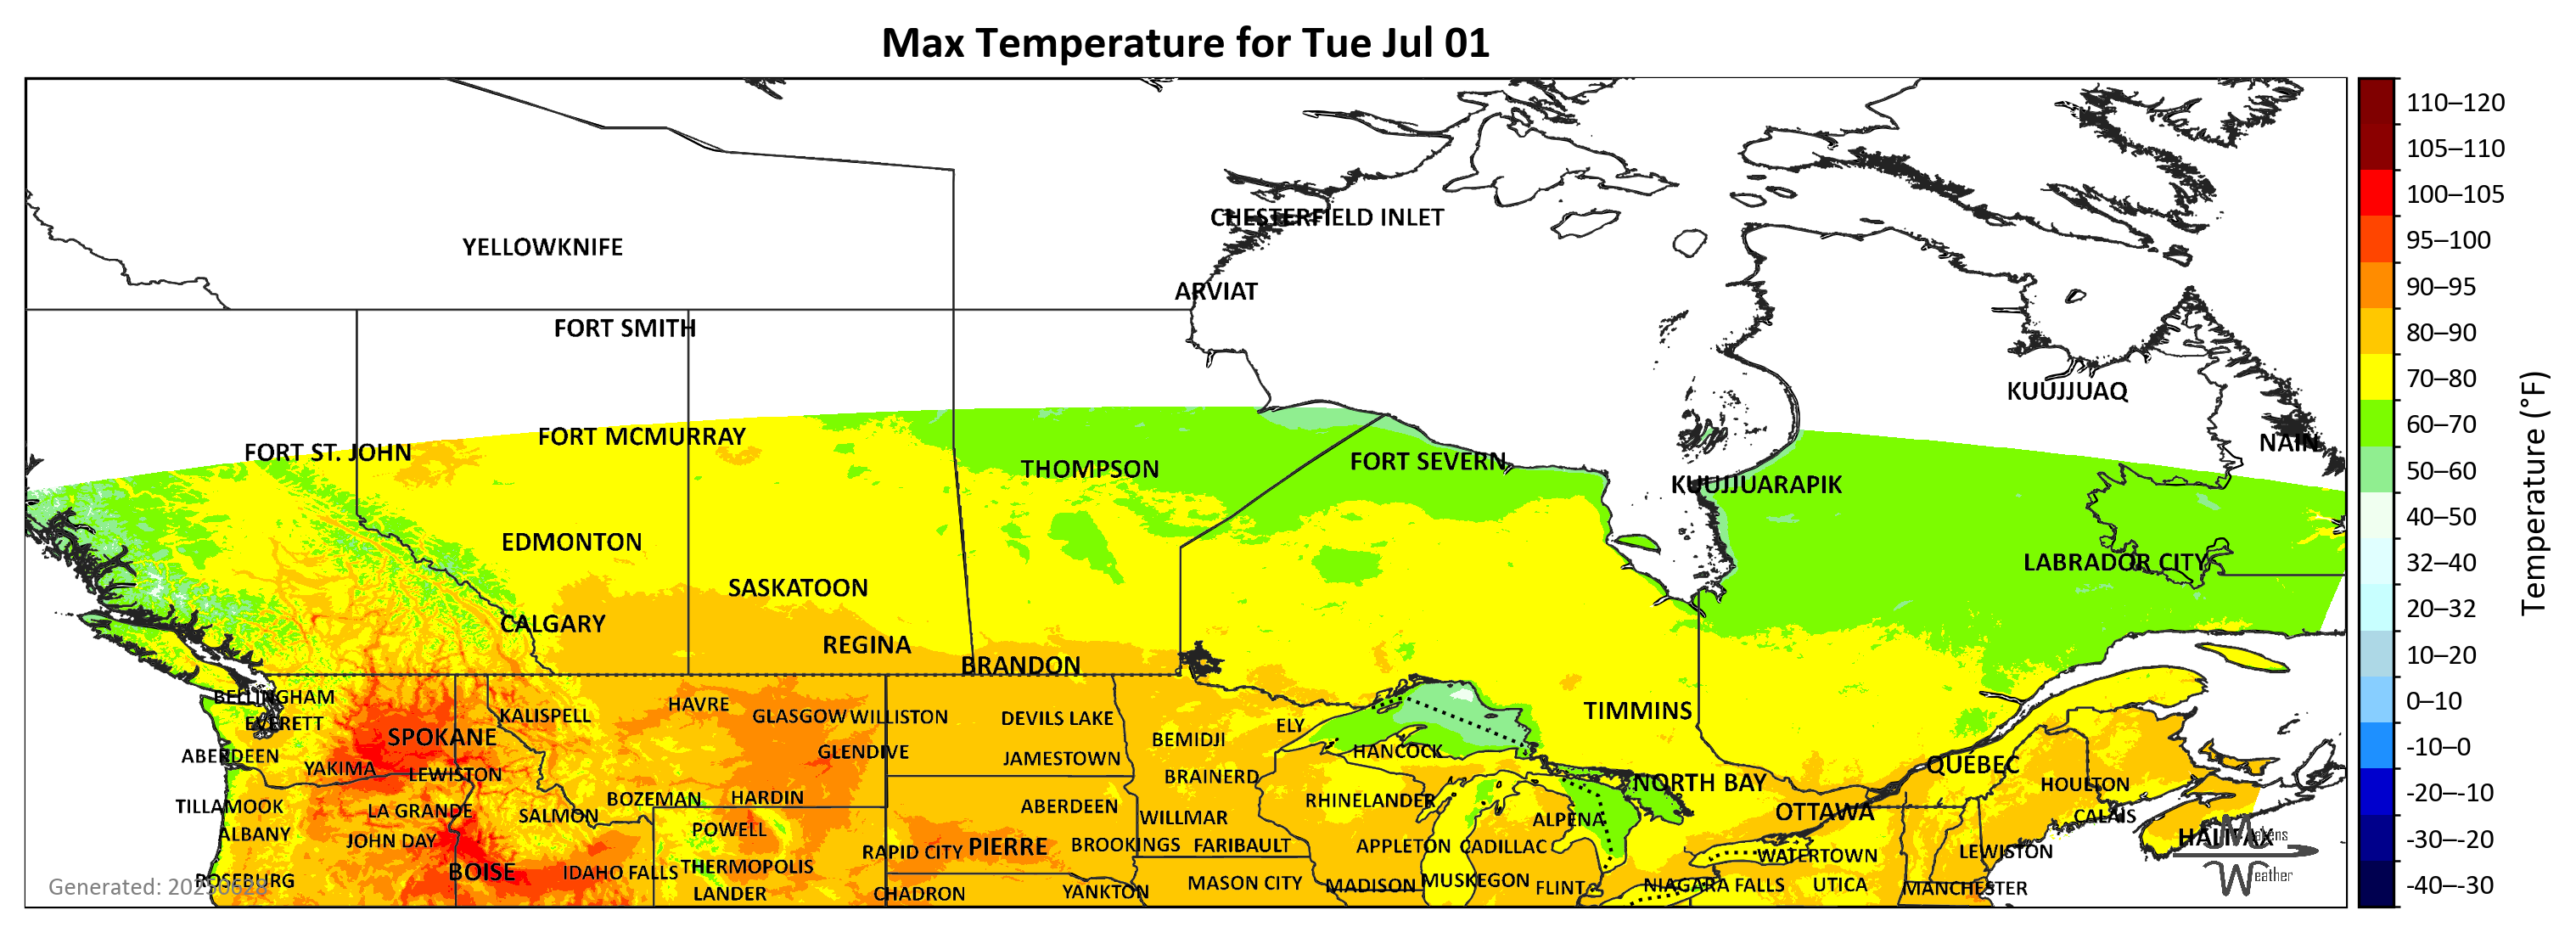 Max Temperature for Tue Jul 01
110–120
105–110
CHESTERFIELD INLET
100–105
YELLOWKNIFE
95–100
ARVIAT
90–95
FORT SMITH
80–90
KUUJJUAQ
70–80
FORT MCMURRAY
60–70
FORT ST. JOHN
NAIN
THOMPSON
FORT SEVERN
50–60
KUUJJUARAPIK
40–50
EDMONTON
LABRADOR CITY
32–40
SASKATOON
20–32
CALGARY
REGINA
10–20
BRANDON
BELLINGHAM
HAVRE
0–10
KALISPELL
GLASGOW
WILLISTON
DEVILS LAKE
TIMMINS
EVERETT
ELY
SPOKANE
BEMIDJI
-10–0
ABERDEEN
GLENDIVE
JAMESTOWN
HANCOCK
QUÉBEC
YAKIMA
LEWISTON
BRAINERD
NORTH BAY
HOULTON
-20–-10
TILLAMOOK
LA GRANDE
SALMON
BOZEMAN
HARDIN
ABERDEEN
WILLMAR
RHINELANDER
ALPENA
OTTAWA
CALAIS
ALBANY
JOHN DAY
POWELL
HALIFAX
Makens
-30–-20
RAPID CITY
PIERRE
BROOKINGS
FARIBAULT
APPLETON
CADILLAC
WATERTOWN
LEWISTON
BOISE
IDAHO FALLS
THERMOPOLIS
Weather
ROSEBURG
Generated: 20250628
LANDER
CHADRON
YANKTON
MASON CITY
MADISON
MUSKEGON
FLINT
NIAGARA FALLS
UTICA
MANCHESTER
-40–-30
Temperature (°F)